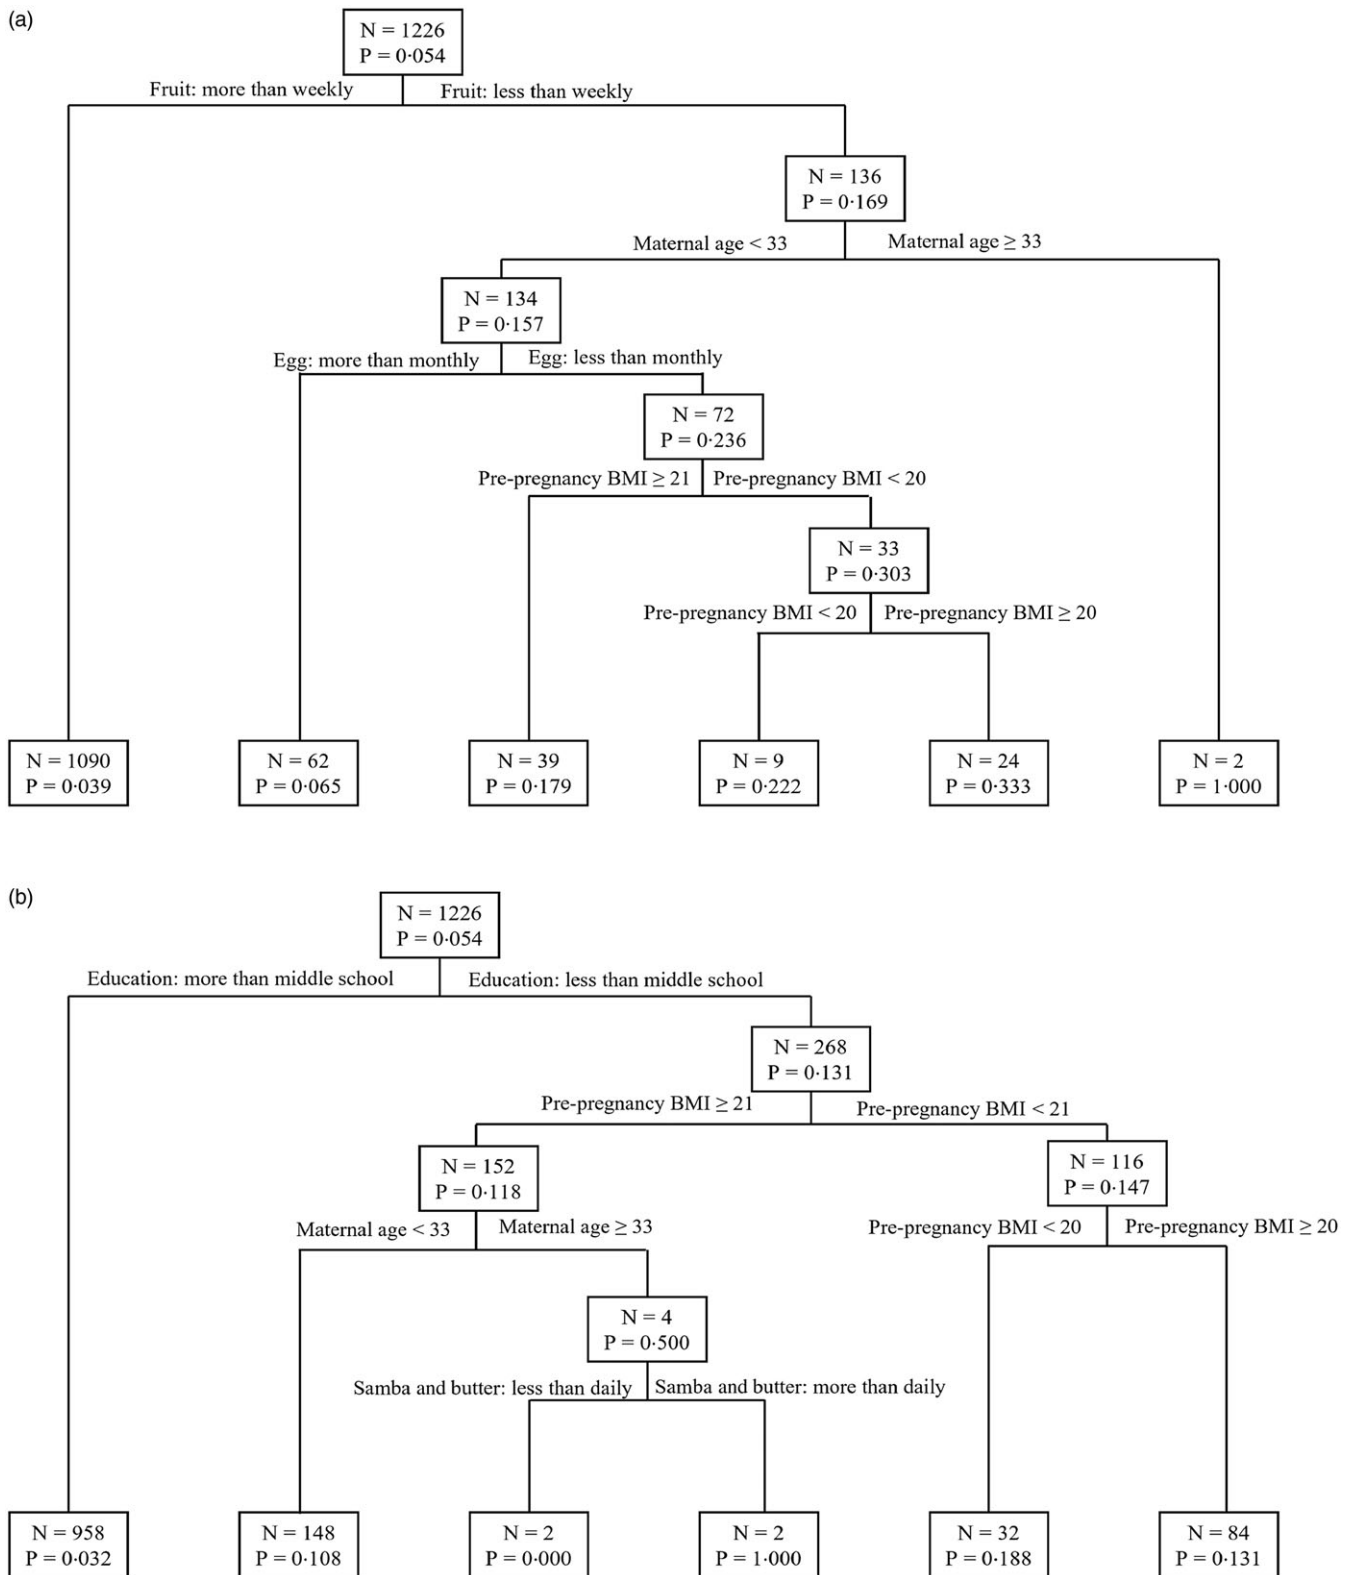 (a)
N = 1226
P = 0·054
Fruit: more than weekly
Fruit: less than weekly
N = 136
P = 0·169
Maternal age < 33
Maternal age ≥ 33
N = 134
P = 0·157
Egg: more than monthly
Egg: less than monthly
N = 72
P = 0·236
Pre-pregnancy BMI ≥ 21
Pre-pregnancy BMI < 20
N = 33
P = 0·303
Pre-pregnancy BMI < 20
Pre-pregnancy BMI ≥ 20
N = 1090
P = 0·039
N = 62
P = 0·065
N = 39
P = 0·179
N = 9
P = 0·222
N = 24
P = 0·333
N = 2
P = 1·000
(b)
N = 1226
P = 0·054
Education: more than middle school
Education: less than middle school
N = 268
P = 0·131
Pre-pregnancy BMI ≥ 21
Pre-pregnancy BMI < 21
N = 152
P = 0·118
N = 116
P = 0·147
Maternal age < 33
Maternal age ≥ 33
Pre-pregnancy BMI < 20
Pre-pregnancy BMI ≥ 20
N = 4
P = 0·500
Samba and butter: less than daily
Samba and butter: more than daily
N = 958
P = 0·032
N = 148
P = 0·108
N = 2
P = 0·000
N = 2
P = 1·000
N = 32
P = 0·188
N = 84
P = 0·131